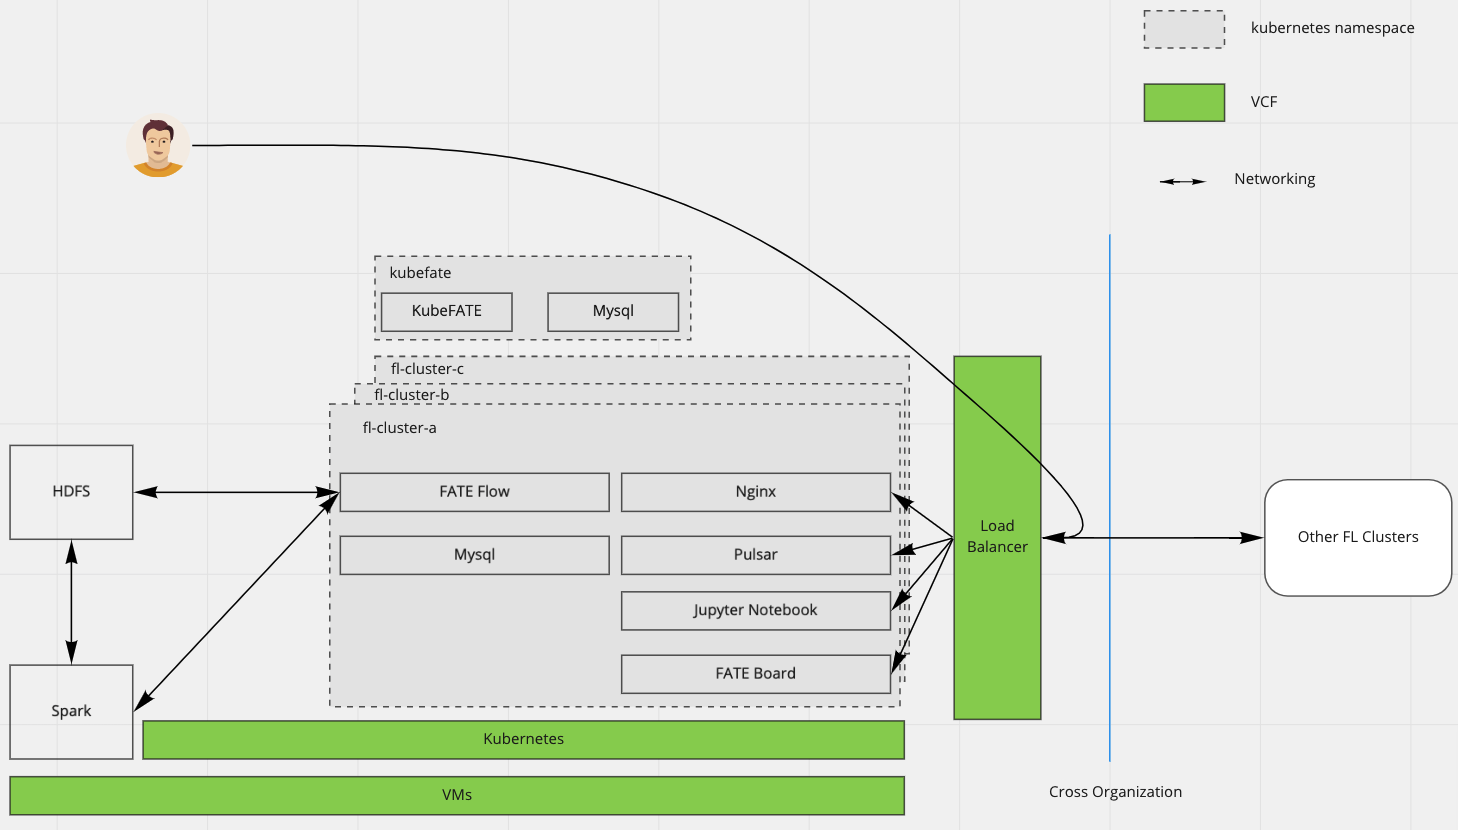 kubernetes namespace
VCF
Networking
kubefate
KubeFATE
Mysql
fl-cluster-c
fl-cluster-b
fl-cluster-a
HDFS
FATE Flow
Nginx
Mysql
Pulsar
Jupyter Notebook
FATE Board
Load
Balancer
Other FL Clusters
Spark
Kubernetes
VMs
Cross Organization